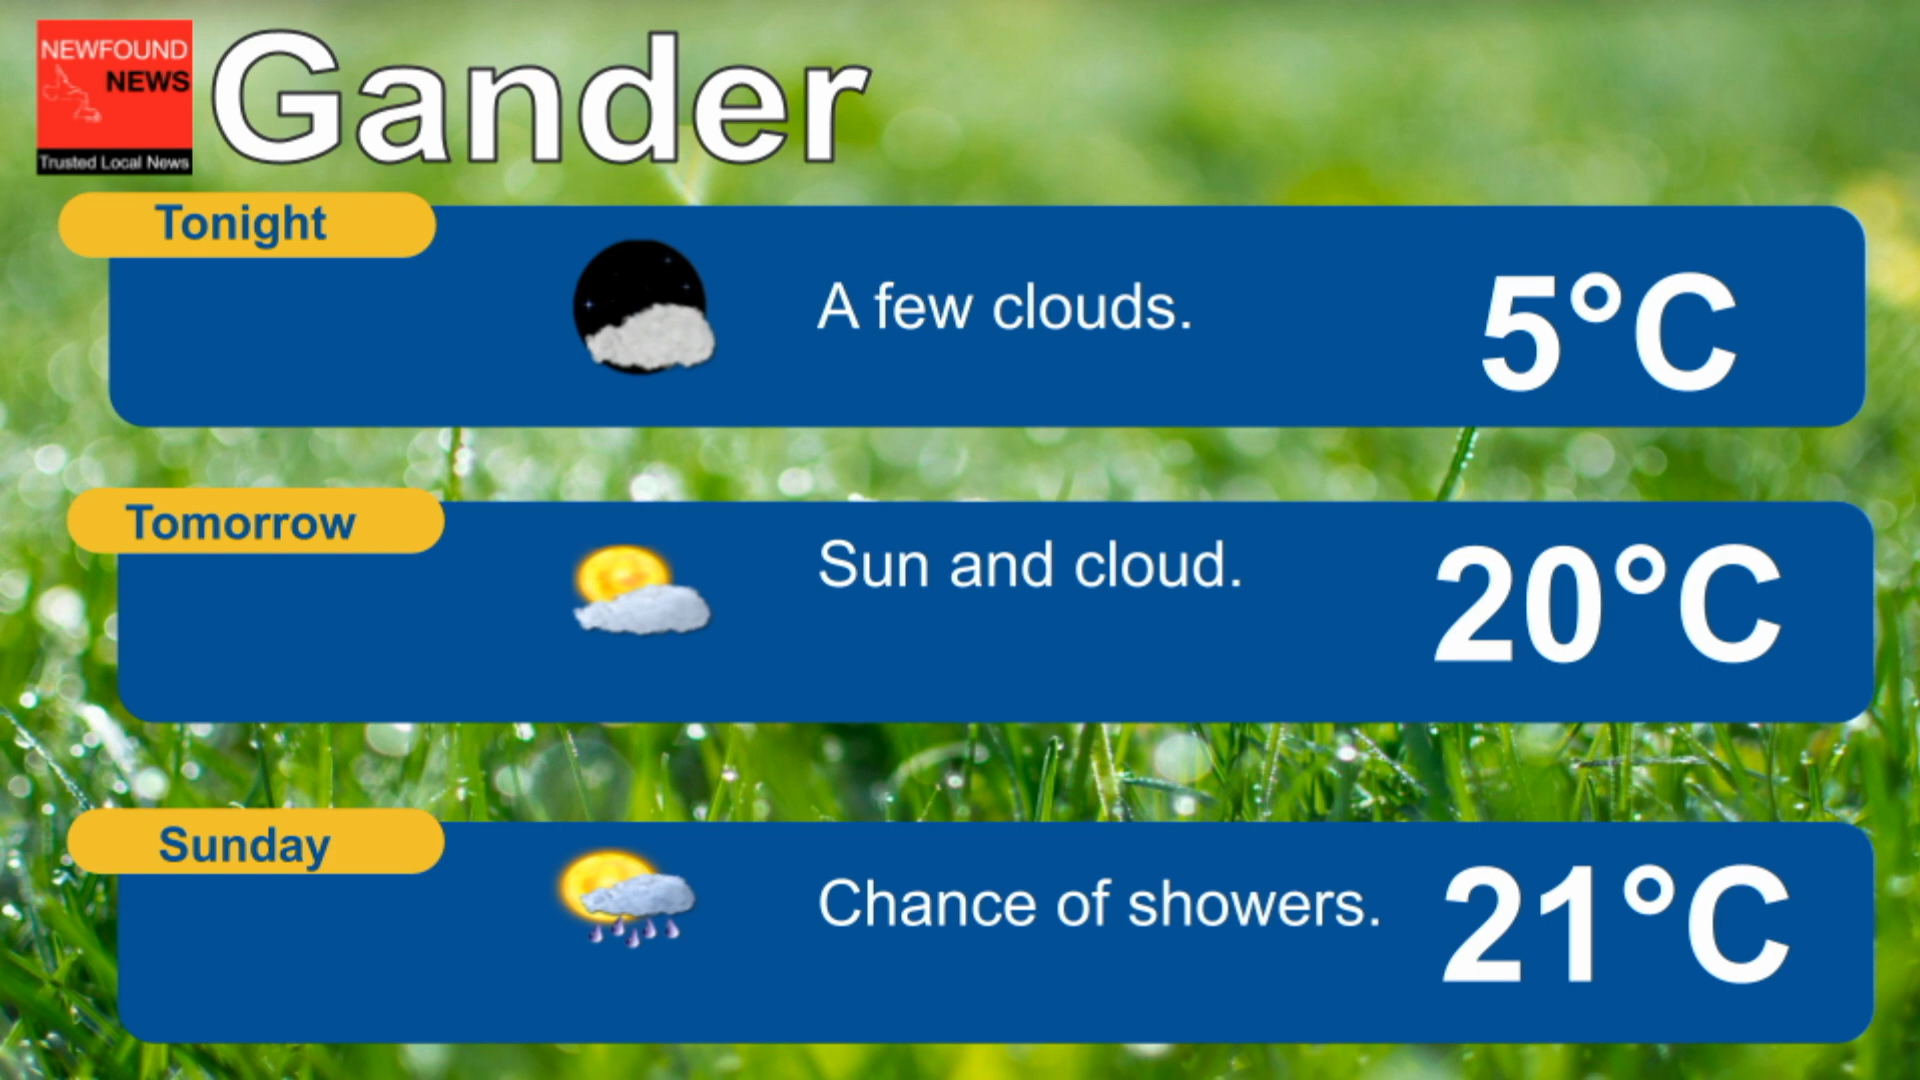 NEWFOUND
NEWS
Trusted Local News
Gander
Tonight
A few clouds.
5°C
Tomorrow
Sun and cloud.
20°C
Sunday
Chance of showers.
21°C